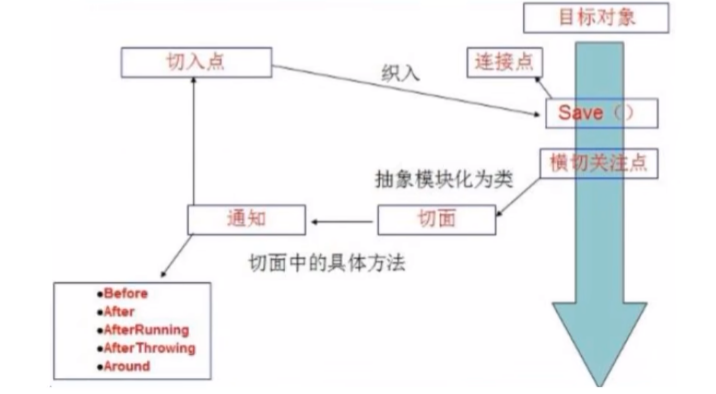 目标对象
切入点
织入
连接点
Save（）
横切关注点
抽象模块化为类
通知
切面
切面中的具体方法
●Before
●After
●AfterRunning
●AfterThrowing
●Around